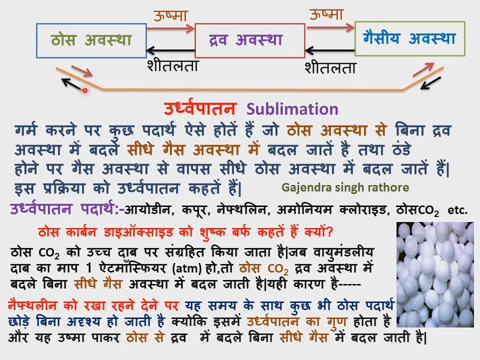 ऊष्मा ऊष्मा
ठोस अवस्था द्रव अवस्था गैसीय अवस्था
शीतलता शीतलता
उर्ध्वपातन Sublimation
गर्म करने पर कुछ पदार्थ ऐसे होतें हैं जो ठोस अवस्था से बिना द्रव
अवस्था में बदले सीधे गैस अवस्था में बदल जाते है तथा ठंडे
होने पर गैस अवस्था से वापस सीधे ठोस अवस्था में बदल जातें हैं|
इस प्रक्रिया को उर्ध्वपातन कहतें हैं| Gajendra singh rathore
उर्ध्वपातन पदार्थ:-आयोडीन, कपूर, नेफ्थलिन, अमोनियम क्लोराइड, ठोसCO₂ etc.
ठोस कार्बन डाइऑक्साइड को शुष्क बर्फ कहतें हैं क्यों?
ठोस CO₂ को उच्च दाब पर संग्रहित किया जाता है|जब वायुमंडलीय
दाब का माप 1 ऐटमॉस्फियर (atm) हो,तो ठोस CO₂ द्रव अवस्था में
बदले बिना सीधे गैस अवस्था में बदल जाती है|यही कारण है-----
नैफ्थलीन को रखा रहने देने पर यह समय के साथ कुछ भी ठोस पदार्थ
छोड़े बिना अदृश्य हो जाती है क्योकि इसमें उर्ध्वपातन का गुण होता है
और यह उष्मा पाकर ठोस से द्रव में बदले बिना सीधे गैस में बदल जाती है|